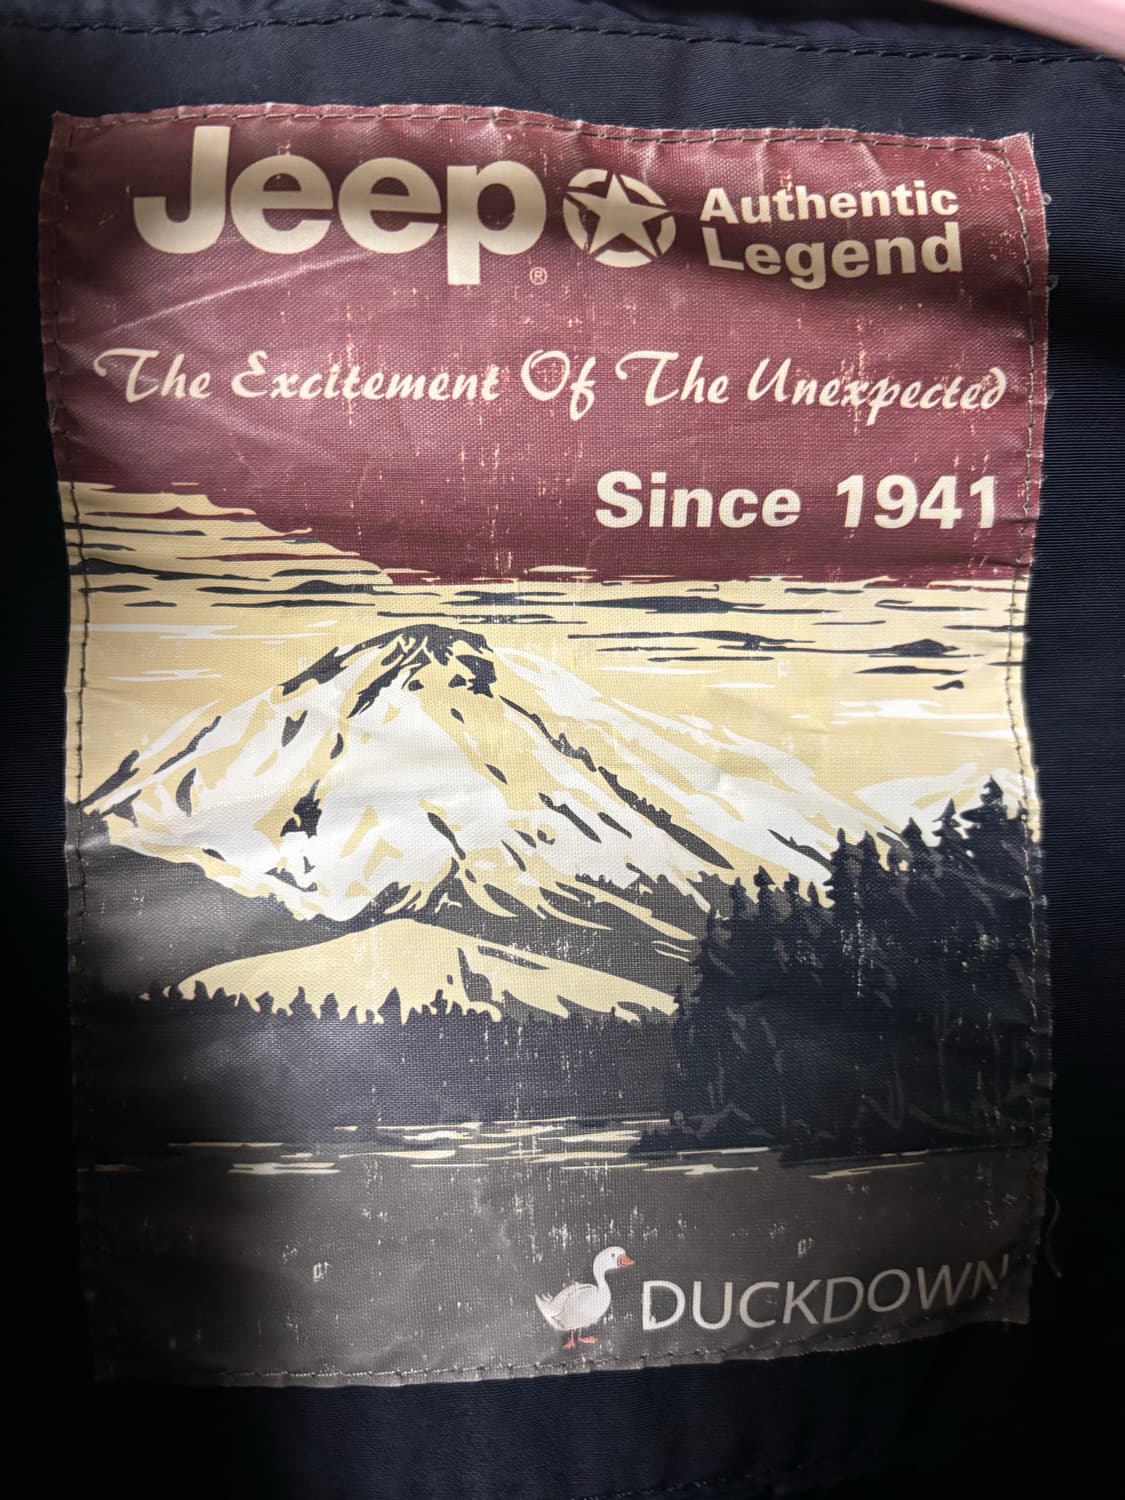 Jeep Authentic
Legend
®
The Excitement Of The Unexpected
Since 1941
DUCKDOWN